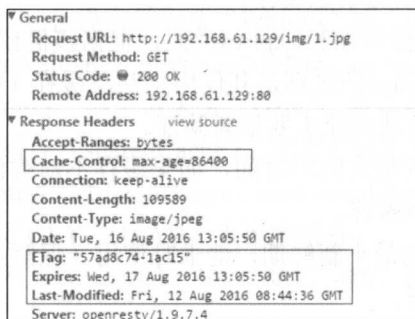 ▼ General
Request URL: http://192.168.61.129/img/1.jpg
Request Method: GET
Status Code: ● 200 OK
Remote Address: 192.168.61.129:80
▼ Response Headers view source
Accept-Ranges: bytes
Cache-Control: max-age=86400
Connection: keep-alive
Content-Length: 109589
Content-Type: image/jpeg
Date: Tue, 16 Aug 2016 13:05:50 GMT
ETag: "57ad8c74-1ac15"
Expires: Wed, 17 Aug 2016 13:05:50 GMT
Last-Modified: Fri, 12 Aug 2016 08:44:36 GMT
Server: openresty/1.9.7.4